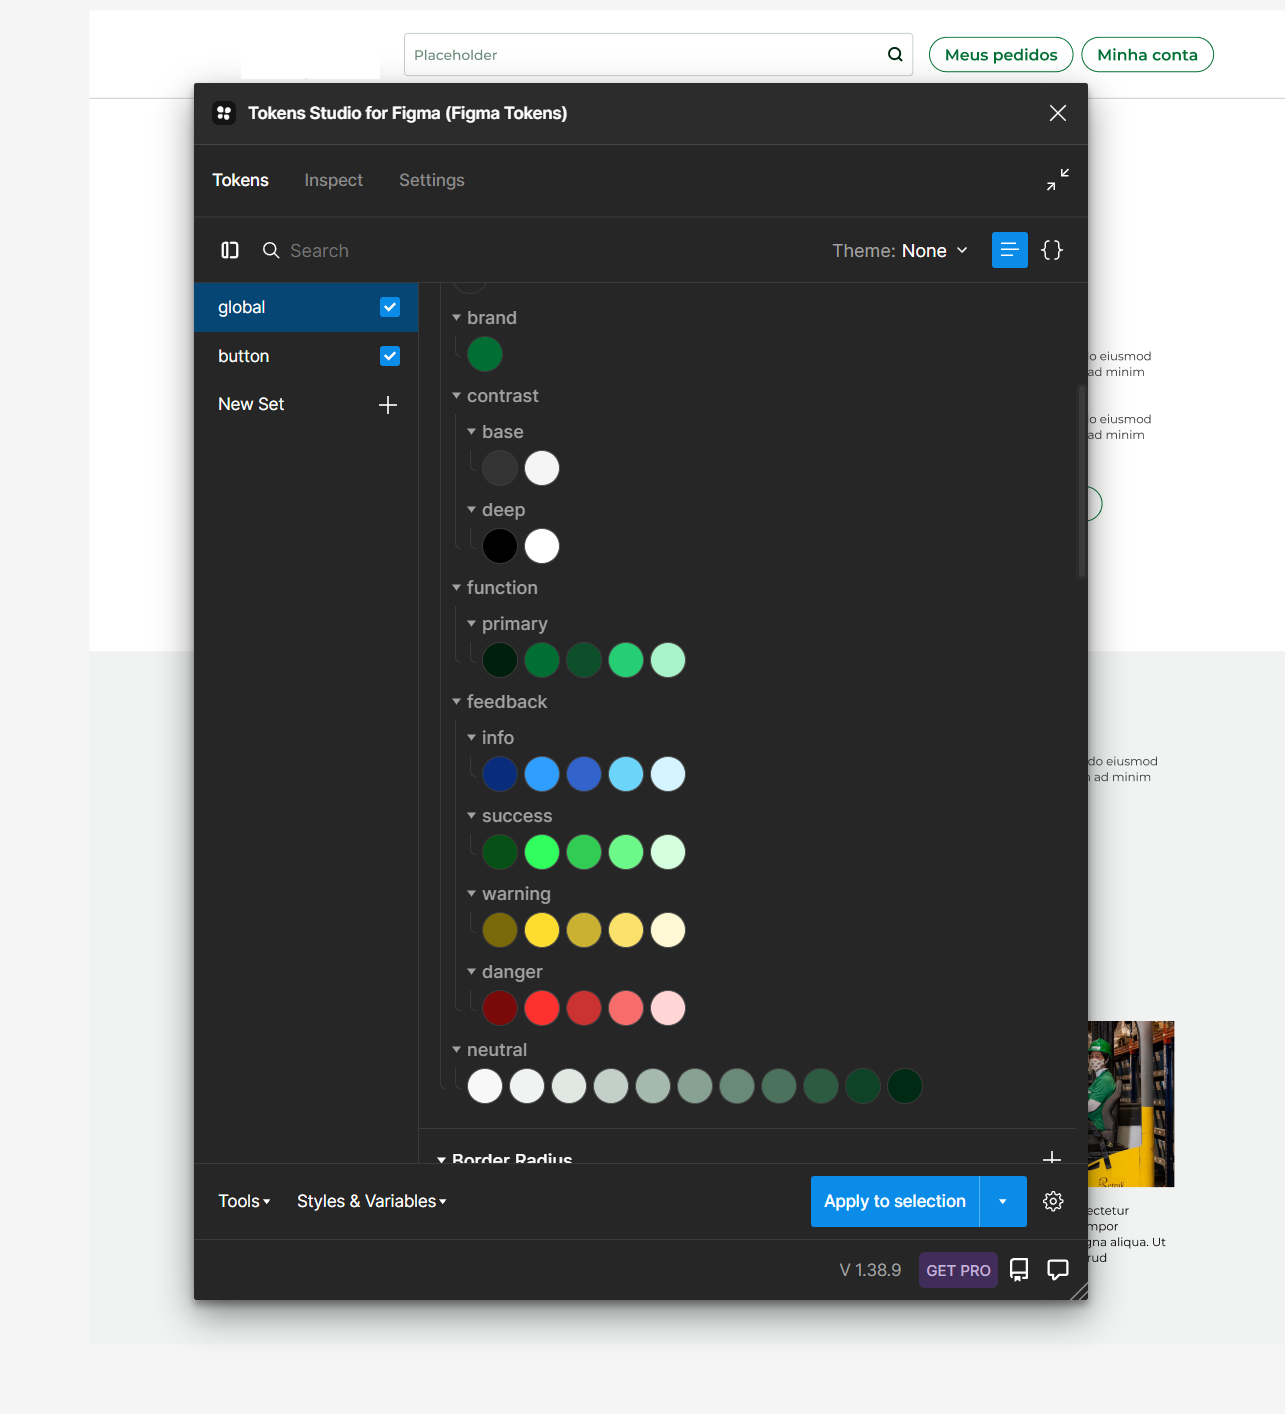 Placeholder
Meus pedidos
Minha conta
Tokens Studio for Figma (Figma Tokens)
Tokens
Inspect
Settings
Search
Theme: None
global
button
New Set
brand
contrast
base
deep
function
primary
feedback
info
success
warning
danger
neutral
Border Radius
o eiusmod
ad minim
o eiusmod
ad minim
do eiusmod
ad minim
ectetur
mpor
gna aliqua. Ut
rud
Tools
Styles & Variables
Apply to selection
V 1.38.9
GET PRO